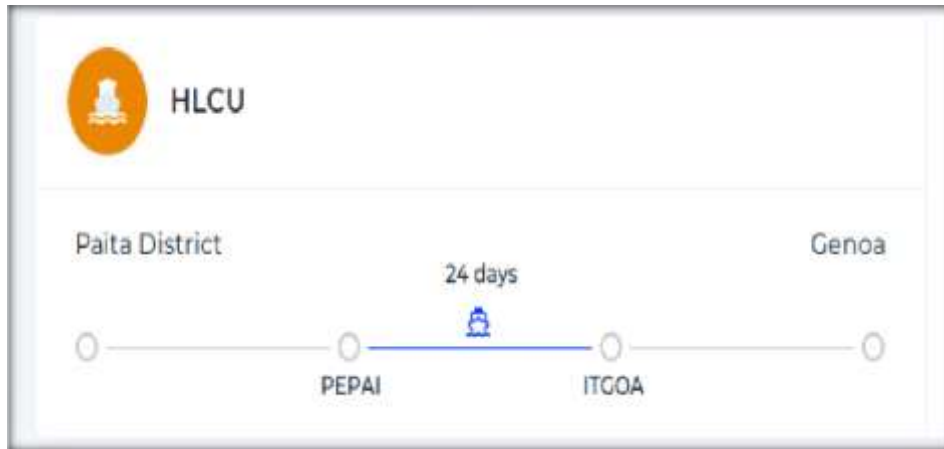 HLCU
Paita District
Genoa
24 days
PEPAI
ITGOA